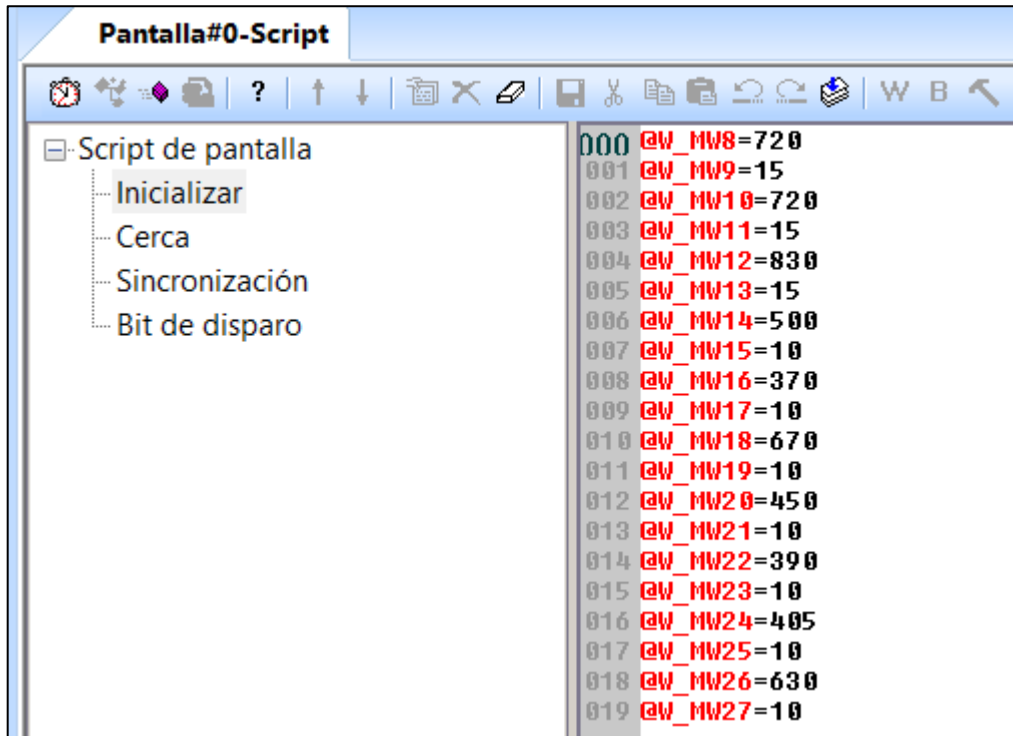 Pantalla#0-Script
? W B
Script de pantalla
Inicializar
Cerca
Sincronización
Bit de disparo
000 @W_MW8=720
001 @W_MW9=15
002 @W_MW10=720
003 @W_MW11=15
004 @W_MW12=830
005 @W_MW13=15
006 @W_MW14=500
007 @W_MW15=10
008 @W_MW16=370
009 @W_MW17=10
010 @W_MW18=670
011 @W_MW19=10
012 @W_MW20=450
013 @W_MW21=10
014 @W_MW22=390
015 @W_MW23=10
016 @W_MW24=405
017 @W_MW25=10
018 @W_MW26=630
019 @W_MW27=10